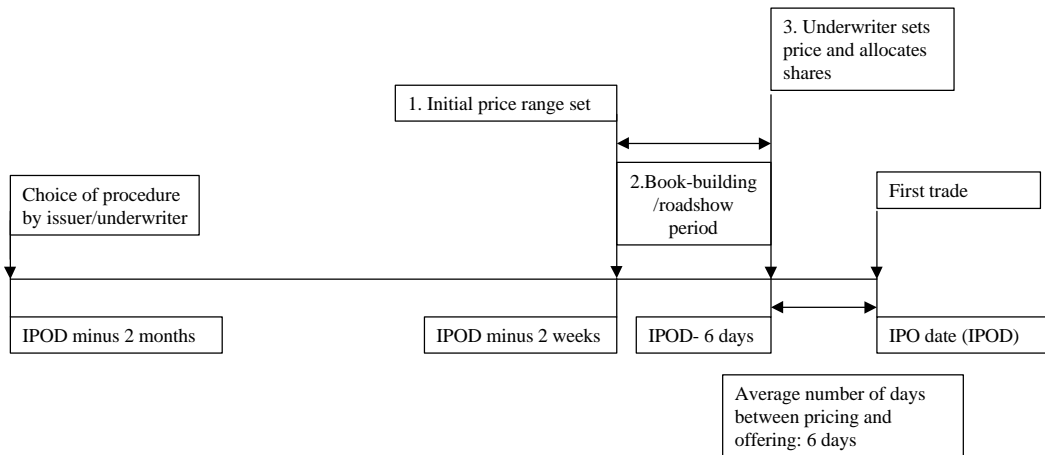 3. Underwriter sets
price and allocates
shares
1. Initial price range set
2.Book-building
/roadshow
period
Choice of procedure
by issuer/underwriter
First trade
IPOD minus 2 months
IPOD minus 2 weeks
IPOD- 6 days
IPO date (IPOD)
Average number of days
between pricing and
offering: 6 days